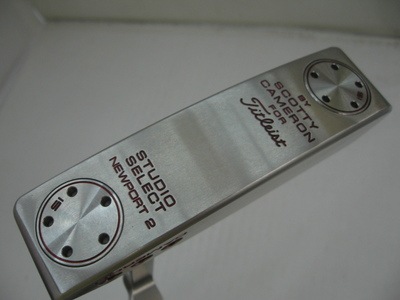 BY
SCOTTY
CAMERON
FOR
Titleist
STUDIO
SELECT
NEWPORT 2